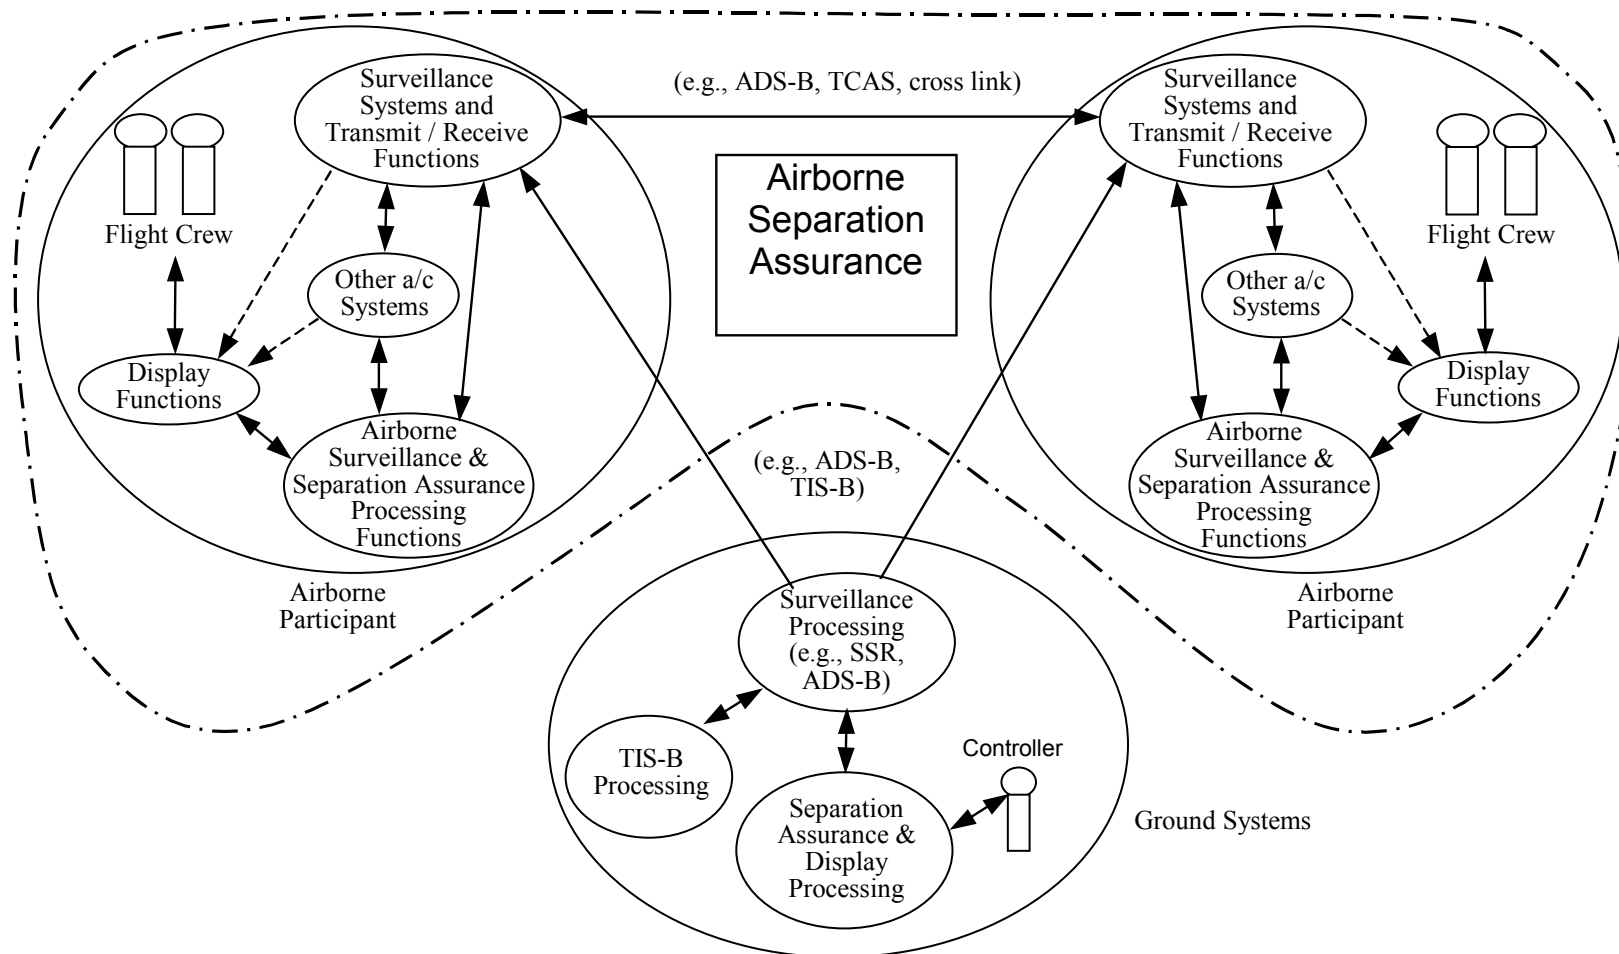 Surveillance
Systems and
Transmit / Receive
Functions
(e.g., ADS-B, TCAS, cross link)
Surveillance
Systems and
Transmit / Receive
Functions
Airborne
Separation
Assurance
Flight Crew
Other a/c
Systems
Display
Functions
Airborne
Surveillance &
Separation Assurance
Processing
Functions
Airborne
Participant
Flight Crew
Other a/c
Systems
Display
Functions
Airborne
Surveillance &
Separation Assurance
Processing
Functions
Airborne
Participant
(e.g., ADS-B,
TIS-B)
Surveillance
Processing
(e.g., SSR,
ADS-B)
TIS-B
Processing
Controller
Separation
Assurance &
Display
Processing
Ground Systems